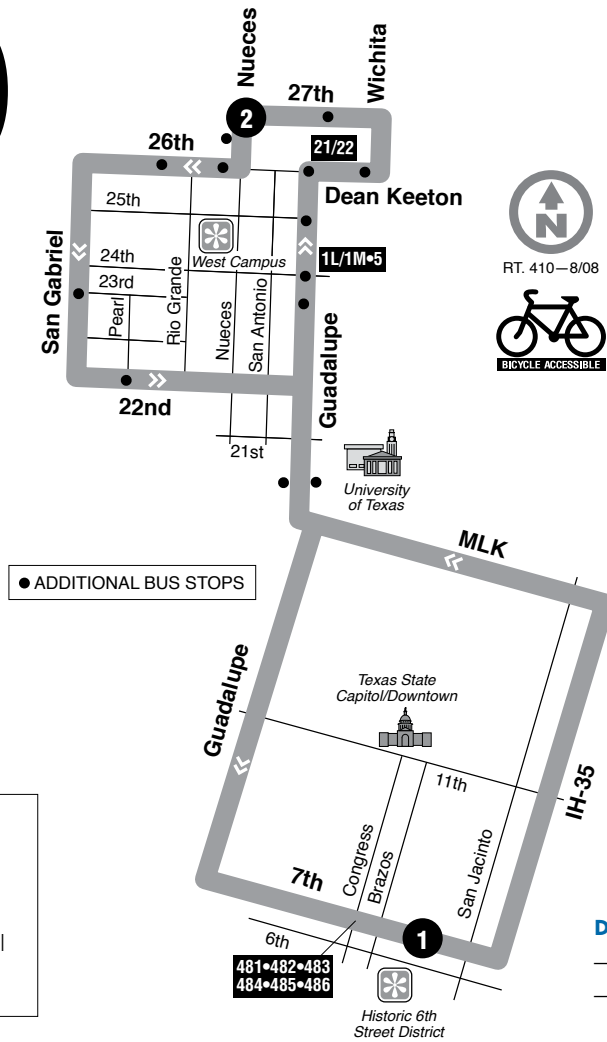 Nueces
Wichita
27th
2
26th
21/22
Dean Keeton
25th
West Campus
24th
1L/1M•5
23rd
San Gabriel
Pearl
Rio Grande
Nueces
San Antonio
Guadalupe
22nd
21st
N
RT. 410—8/08
BICYCLE ACCESSIBLE
University
of Texas
MLK
● ADDITIONAL BUS STOPS
Guadalupe
Texas State
Capitol/Downtown
11th
IH-35
Congress
Brazos
San Jacinto
7th
1
6th
481•482•483
484•485•486
Historic 6th
Street District
D